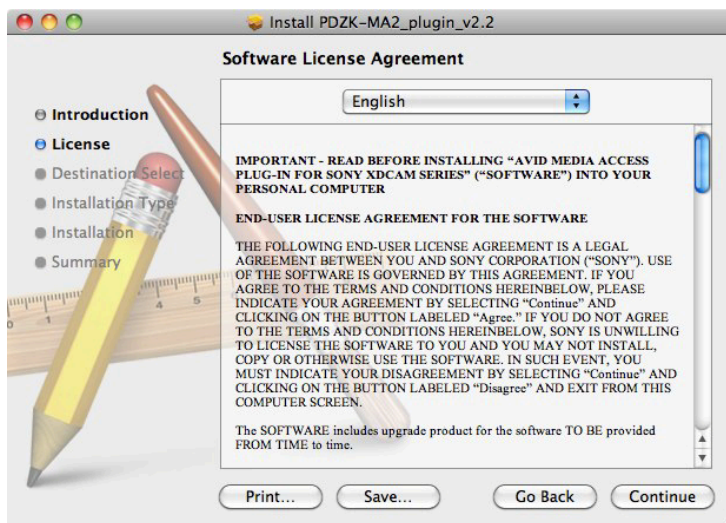 Install PDZK-MA2_plugin_v2.2
Software License Agreement
English
Introduction
License
Destination Select
Installation Type
Installation
Summary
IMPORTANT - READ BEFORE INSTALLING “AVID MEDIA ACCESS
PLUG-IN FOR SONY XDCAM SERIES” (“SOFTWARE”) INTO YOUR
PERSONAL COMPUTER
END-USER LICENSE AGREEMENT FOR THE SOFTWARE
THE FOLLOWING END-USER LICENSE AGREEMENT IS A LEGAL
AGREEMENT BETWEEN YOU AND SONY CORPORATION (“SONY”). USE
OF THE SOFTWARE IS GOVERNED BY THIS AGREEMENT. IF YOU
AGREE TO THE TERMS AND CONDITIONS HEREINBELOW, PLEASE
INDICATE YOUR AGREEMENT BY SELECTING “Continue” AND
CLICKING ON THE BUTTON LABELED “Agree.” IF YOU DO NOT AGREE
TO THE TERMS AND CONDITIONS HEREINBELOW, SONY IS UNWILLING
TO LICENSE THE SOFTWARE TO YOU AND YOU MAY NOT INSTALL,
COPY OR OTHERWISE USE THE SOFTWARE. IN SUCH EVENT, YOU
MUST INDICATE YOUR DISAGREEMENT BY SELECTING “Continue” AND
CLICKING ON THE BUTTON LABELED “Disagree” AND EXIT FROM THIS
COMPUTER SCREEN.
The SOFTWARE includes upgrade product for the software TO BE provided
FROM TIME to time.
0 1 4 5
Print... Save... Go Back Continue